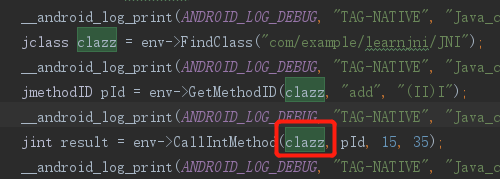 __android_log_print(ANDROID_LOG_DEBUG, "TAG-NATIVE", "Java_c
jclass clazz = env->FindClass("com/example/learnjni/JNI");
__android_log_print(ANDROID_LOG_DEBUG, "TAG-NATIVE", "Java_c
jmethodID pId = env->GetMethodID(clazz, "add", "(II)I");
__android_log_print(ANDROID_LOG_DEBUG, "TAG-NATIVE", "Java_c
jint result = env->CallIntMethod(clazz, pId, 15, 35);
__android_log_print(ANDROID_LOG_DEBUG, "TAG-NATIVE", "Java_c